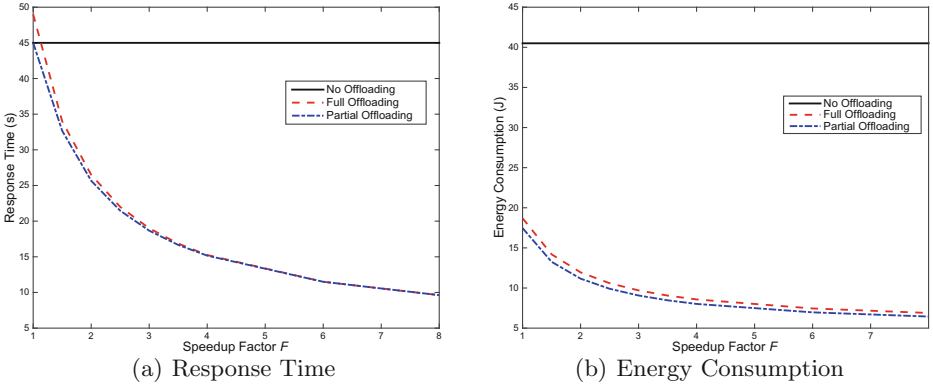 50
45
40
35
30
25
20
15
10
5
Response Time (s)
1 2 3 4 5 6 7 8
Speedup Factor F
No Offloading
Full Offloading
Partial Offloading
(a) Response Time
45
40
35
30
25
20
15
10
5
Energy Consumption (J)
1 2 3 4 5 6 7
Speedup Factor F
No Offloading
Full Offloading
Partial Offloading
(b) Energy Consumption